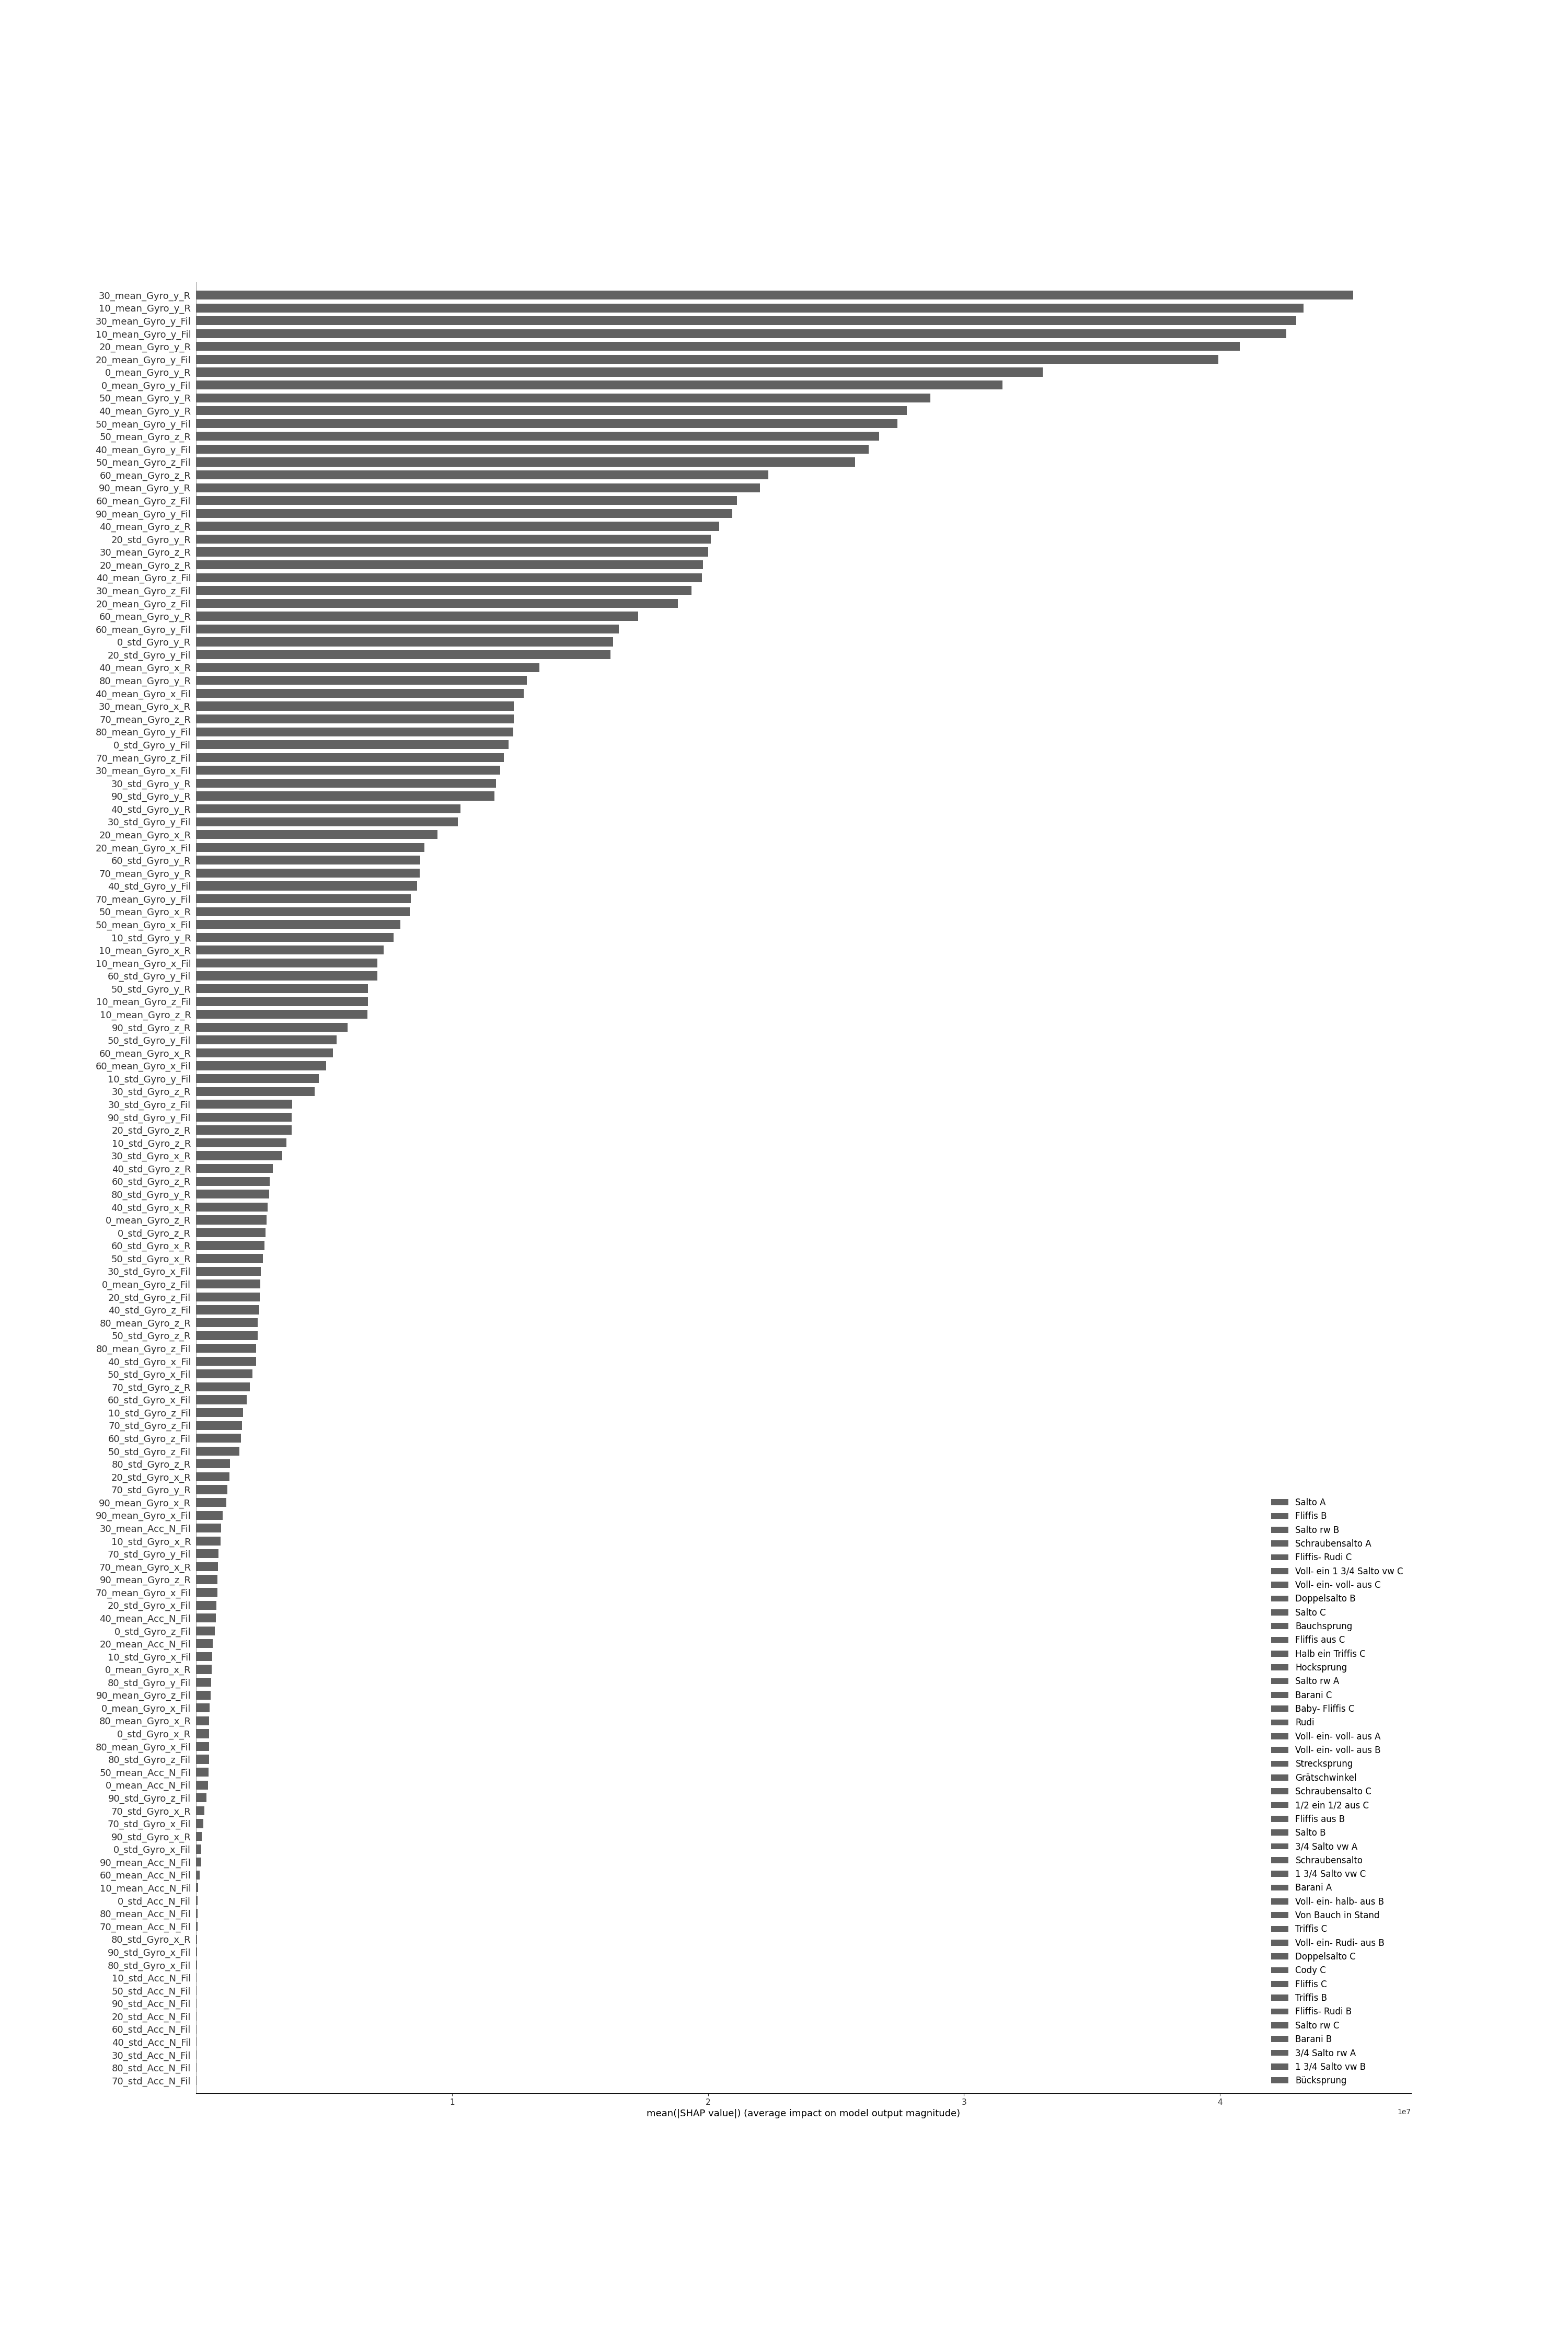 30_mean_Gyro_y_R
10_mean_Gyro_y_R
30_mean_Gyro_y_Fil
10_mean_Gyro_y_Fil
20_mean_Gyro_y_R
20_mean_Gyro_y_Fil
0_mean_Gyro_y_R
0_mean_Gyro_y_Fil
50_mean_Gyro_y_R
40_mean_Gyro_y_R
50_mean_Gyro_y_Fil
50_mean_Gyro_z_R
40_mean_Gyro_y_Fil
50_mean_Gyro_z_Fil
60_mean_Gyro_z_R
90_mean_Gyro_y_R
60_mean_Gyro_z_Fil
90_mean_Gyro_y_Fil
40_mean_Gyro_z_R
20_std_Gyro_y_R
30_mean_Gyro_z_R
20_mean_Gyro_z_R
40_mean_Gyro_z_Fil
30_mean_Gyro_z_Fil
20_mean_Gyro_z_Fil
60_mean_Gyro_y_R
60_mean_Gyro_y_Fil
0_std_Gyro_y_R
20_std_Gyro_y_Fil
40_mean_Gyro_x_R
80_mean_Gyro_y_R
40_mean_Gyro_x_Fil
30_mean_Gyro_x_R
70_mean_Gyro_z_R
80_mean_Gyro_y_Fil
0_std_Gyro_y_Fil
70_mean_Gyro_z_Fil
30_mean_Gyro_x_Fil
30_std_Gyro_y_R
90_std_Gyro_y_R
40_std_Gyro_y_R
30_std_Gyro_y_Fil
20_mean_Gyro_x_R
20_mean_Gyro_x_Fil
60_std_Gyro_y_R
70_mean_Gyro_y_R
40_std_Gyro_y_Fil
70_mean_Gyro_y_Fil
50_mean_Gyro_x_R
50_mean_Gyro_x_Fil
10_std_Gyro_y_R
10_mean_Gyro_x_R
10_mean_Gyro_x_Fil
60_std_Gyro_y_Fil
50_std_Gyro_y_R
10_mean_Gyro_z_Fil
10_mean_Gyro_z_R
90_std_Gyro_z_R
50_std_Gyro_y_Fil
60_mean_Gyro_x_R
60_mean_Gyro_x_Fil
10_std_Gyro_y_Fil
30_std_Gyro_z_R
30_std_Gyro_z_Fil
90_std_Gyro_y_Fil
20_std_Gyro_z_R
10_std_Gyro_z_R
30_std_Gyro_x_R
40_std_Gyro_z_R
60_std_Gyro_z_R
80_std_Gyro_y_R
40_std_Gyro_x_R
0_mean_Gyro_z_R
0_std_Gyro_z_R
60_std_Gyro_x_R
50_std_Gyro_x_R
30_std_Gyro_x_Fil
0_mean_Gyro_z_Fil
20_std_Gyro_z_Fil
40_std_Gyro_z_Fil
80_mean_Gyro_z_R
50_std_Gyro_z_R
80_mean_Gyro_z_Fil
40_std_Gyro_x_Fil
50_std_Gyro_x_Fil
70_std_Gyro_z_R
60_std_Gyro_x_Fil
10_std_Gyro_z_Fil
70_std_Gyro_z_Fil
60_std_Gyro_z_Fil
50_std_Gyro_z_Fil
80_std_Gyro_z_R
20_std_Gyro_x_R
70_std_Gyro_y_R
90_mean_Gyro_x_R
90_mean_Gyro_x_Fil
30_mean_Acc_N_Fil
10_std_Gyro_x_R
70_std_Gyro_y_Fil
70_mean_Gyro_x_R
90_mean_Gyro_z_R
70_mean_Gyro_x_Fil
20_std_Gyro_x_Fil
40_mean_Acc_N_Fil
0_std_Gyro_z_Fil
20_mean_Acc_N_Fil
10_std_Gyro_x_Fil
0_mean_Gyro_x_R
80_std_Gyro_y_Fil
90_mean_Gyro_z_Fil
0_mean_Gyro_x_Fil
80_mean_Gyro_x_R
0_std_Gyro_x_R
80_mean_Gyro_x_Fil
80_std_Gyro_z_Fil
50_mean_Acc_N_Fil
0_mean_Acc_N_Fil
90_std_Gyro_z_Fil
70_std_Gyro_x_R
70_std_Gyro_x_Fil
90_std_Gyro_x_R
0_std_Gyro_x_Fil
90_mean_Acc_N_Fil
60_mean_Acc_N_Fil
10_mean_Acc_N_Fil
0_std_Acc_N_Fil
80_mean_Acc_N_Fil
70_mean_Acc_N_Fil
80_std_Gyro_x_R
90_std_Gyro_x_Fil
80_std_Gyro_x_Fil
10_std_Acc_N_Fil
50_std_Acc_N_Fil
90_std_Acc_N_Fil
20_std_Acc_N_Fil
60_std_Acc_N_Fil
40_std_Acc_N_Fil
30_std_Acc_N_Fil
80_std_Acc_N_Fil
70_std_Acc_N_Fil
Salto A
Fliffis B
Salto rw B
Schraubensalto A
Fliffis- Rudi C
Voll- ein 1 3/4 Salto vw C
Voll- ein- voll- aus C
Doppelsalto B
Salto C
Bauchsprung
Fliffis aus C
Halb ein Triffis C
Hocksprung
Salto rw A
Barani C
Baby- Fliffis C
Rudi
Voll- ein- voll- aus A
Voll- ein- voll- aus B
Strecksprung
Grätschwinkel
Schraubensalto C
1/2 ein 1/2 aus C
Fliffis aus B
Salto B
3/4 Salto vw A
Schraubensalto
1 3/4 Salto vw C
Barani A
Voll- ein- halb- aus B
Von Bauch in Stand
Triffis C
Voll- ein- Rudi- aus B
Doppelsalto C
Cody C
Fliffis C
Triffis B
Fliffis- Rudi B
Salto rw C
Barani B
3/4 Salto rw A
1 3/4 Salto vw B
Bücksprung
1 2 3 4
mean(|SHAP value|) (average impact on model output magnitude)
1e7